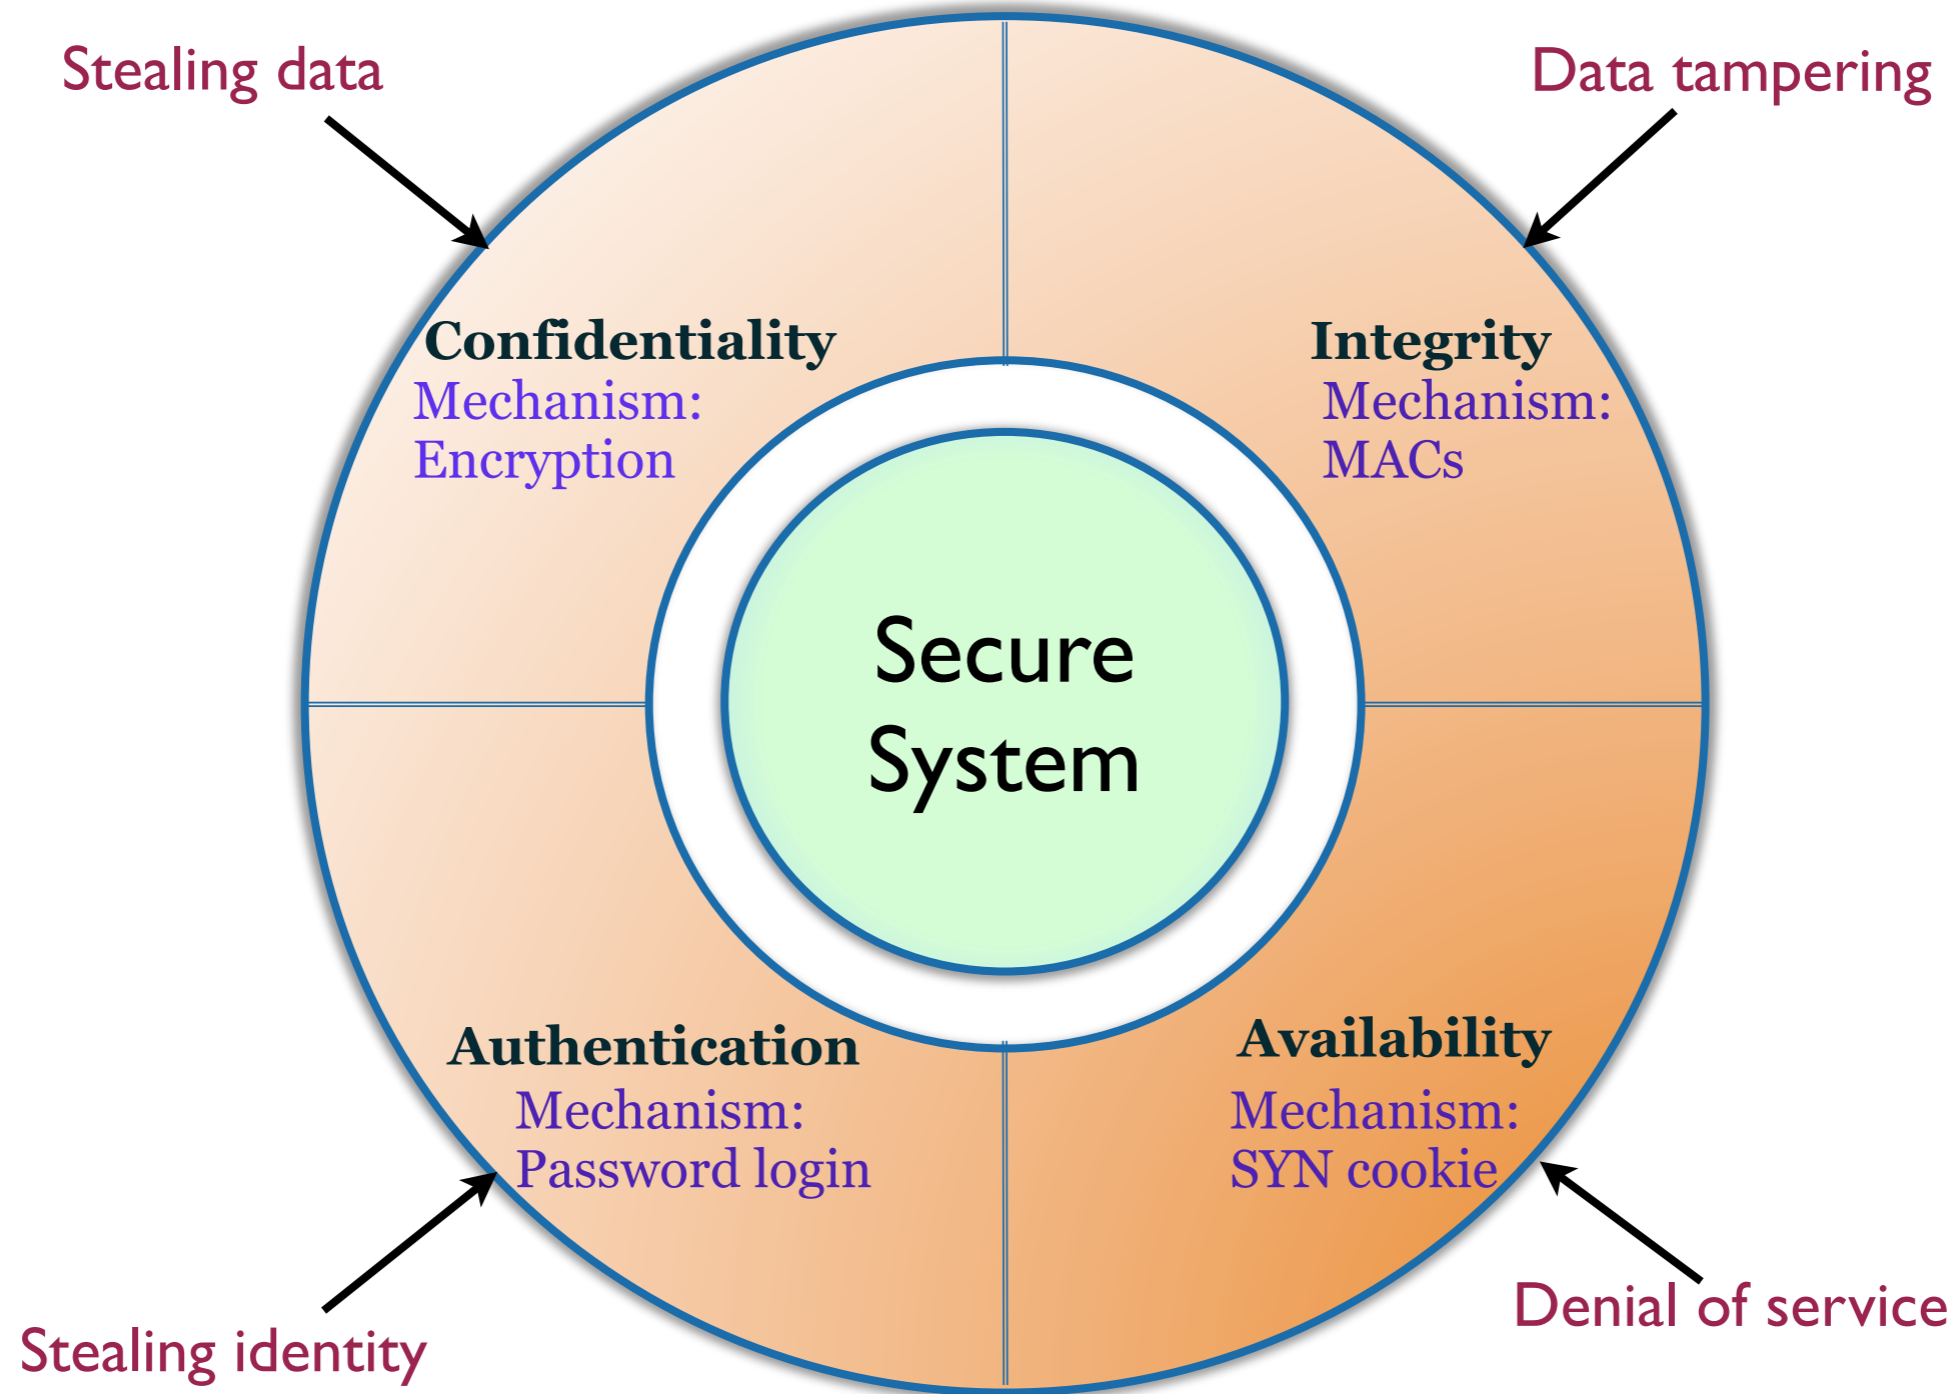 Stealing data
Data tampering
Confidentiality
Mechanism:
Encryption
Integrity
Mechanism:
MACs
Secure
System
Authentication
Mechanism:
Password login
Availability
Mechanism:
SYN cookie
Stealing identity
Denial of service